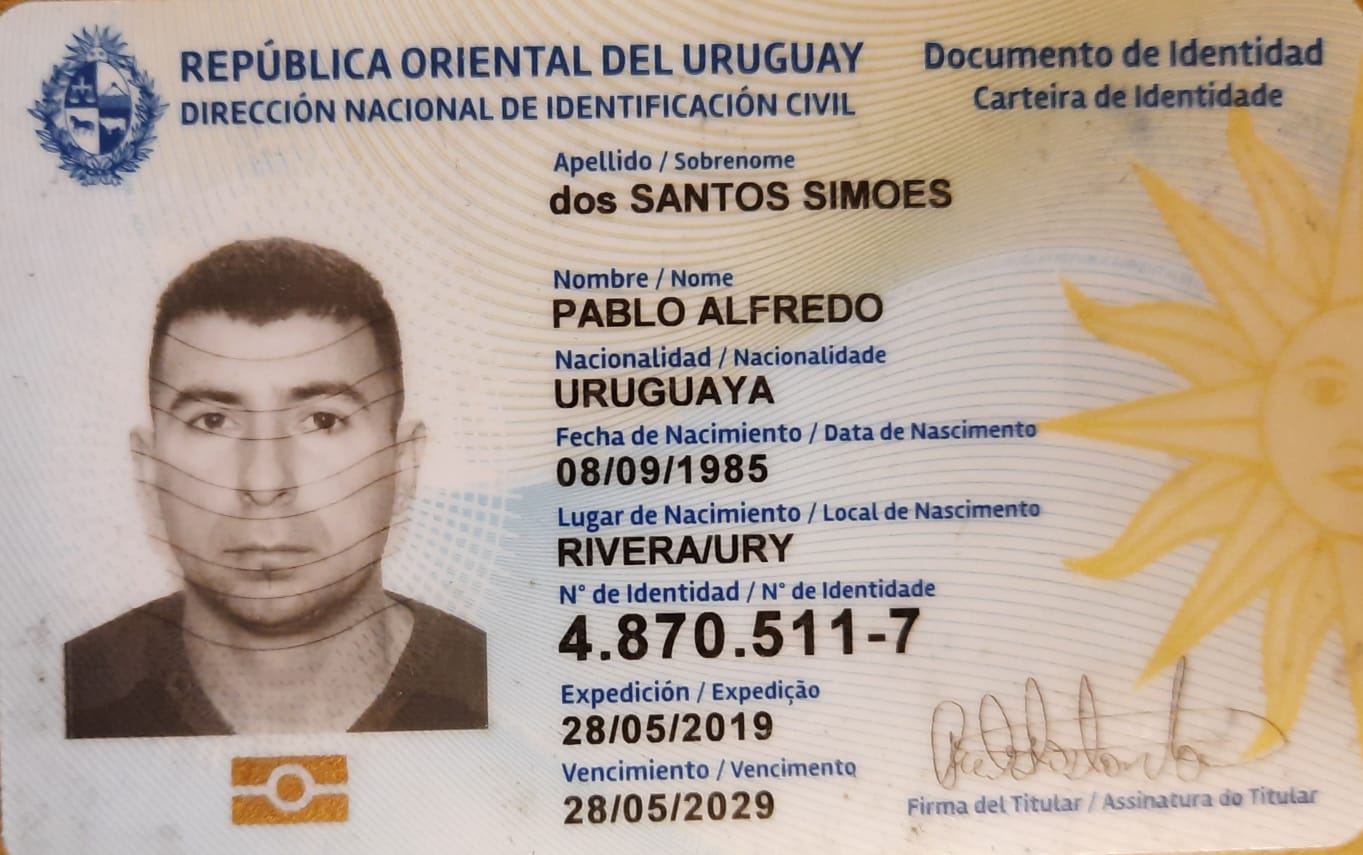 REPÚBLICA ORIENTAL DEL URUGUAY
DIRECCIÓN NACIONAL DE IDENTIFICACIÓN CIVIL
Documento de Identidad
Carteira de Identidade
Apellido / Sobrenome
dos SANTOS SIMOES
Nombre / Nome
PABLO ALFREDO
Nacionalidad / Nacionalidade
URUGUAYA
Fecha de Nacimiento / Data de Nascimento
08/09/1985
Lugar de Nacimiento / Local de Nascimento
RIVERA/URY
N° de Identidad / N° de Identidade
4.870.511-7
Expedición / Expedição
28/05/2019
Vencimiento / Vencimento
28/05/2029
Firma del Titular / Assinatura do Titular